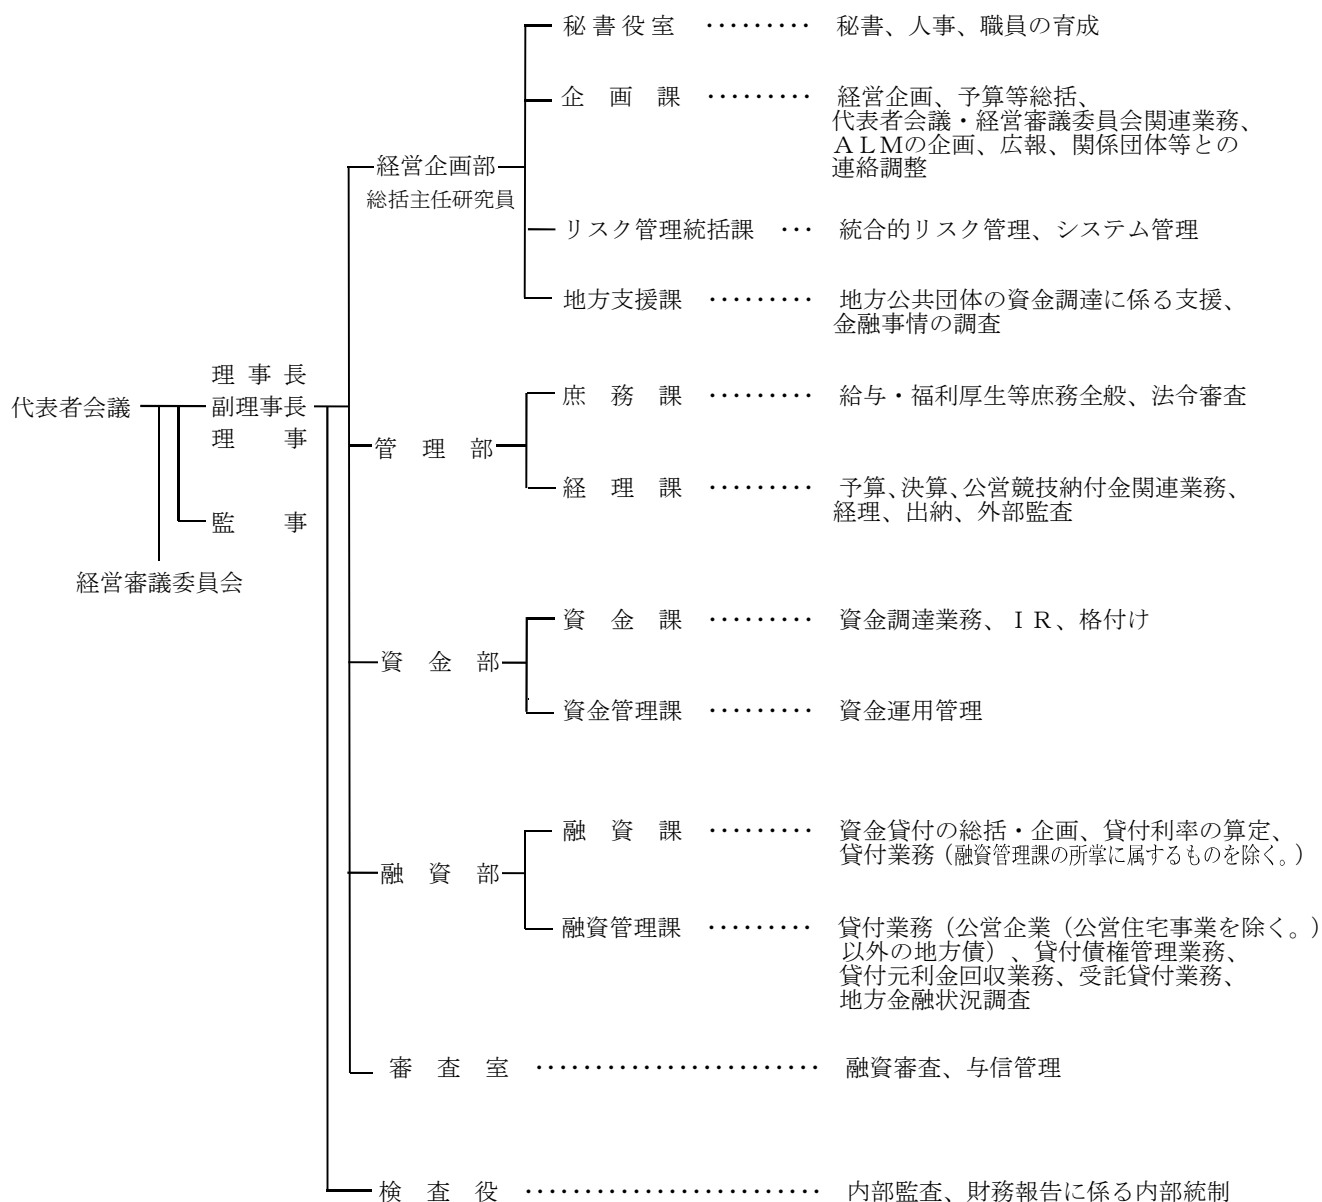 秘書役室 ・・・・・・・・・ 秘書、人事、職員の育成
企画課 ・・・・・・・・・ 経営企画、予算等総括、
代表者会議・経営審議委員会関連業務、
ＡＬＭの企画、広報、関係団体等との
連絡調整
経営企画部
総括主任研究員
リスク管理統括課 ・・・ 統合的リスク管理、システム管理
地方支援課 ・・・・・・・・・ 地方公共団体の資金調達に係る支援、
金融事情の調査
代表者会議
理事長
副理事長
理事
監事
経営審議委員会
管理部
庶務課 ・・・・・・・・・ 給与・福利厚生等庶務全般、法令審査
経理課 ・・・・・・・・・ 予算、決算、公営競技納付金関連業務、
経理、出納、外部監査
資金部
資金課 ・・・・・・・・・ 資金調達業務、ＩＲ、格付け
資金管理課 ・・・・・・・・・ 資金運用管理
融資部
融資課 ・・・・・・・・・ 資金貸付の総括・企画、貸付利率の算定、
貸付業務（融資管理課の所掌に属するものを除く。）
融資管理課 ・・・・・・・・・ 貸付業務（公営企業（公営住宅事業を除く。）
以外の地方債）、貸付債権管理業務、
貸付元利金回収業務、受託貸付業務、
地方金融状況調査
審査室 ・・・・・・・・・・・・・・・・・・・・・・・・ 融資審査、与信管理
検査役 ・・・・・・・・・・・・・・・・・・・・・・・・・ 内部監査、財務報告に係る内部統制